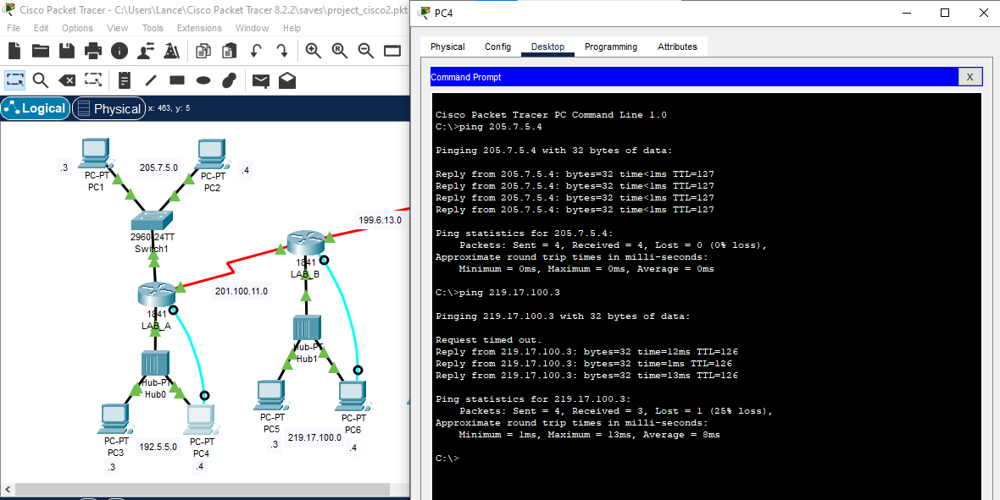 Cisco Packet Tracer - C:\Users\Lance\Cisco Packet Tracer 8.2.2\saves\project_cisco2.pkt
File Edit Options View Tools Extensions Window Help
Logical
Physical
x: 463, y: 5
.3
PC-PT
PC1
205.7.5.0
PC-PT
PC2
.4
2960-24TT
Switch1
199.6.13.0
1841
LAB_B
201.100.11.0
1841
LAB_A
Hub-PT
Hub1
Hub-PT
Hub0
PC-PT
PC5
.3
219.17.100.0
PC-PT
PC6
.4
PC-PT
PC3
.3
192.5.5.0
PC-PT
PC4
.4
PC4
Physical Config Desktop Programming Attributes
Command Prompt
X
Cisco Packet Tracer PC Command Line 1.0
C:\>ping 205.7.5.4
Pinging 205.7.5.4 with 32 bytes of data:
Reply from 205.7.5.4: bytes=32 time<1ms TTL=127
Reply from 205.7.5.4: bytes=32 time<1ms TTL=127
Reply from 205.7.5.4: bytes=32 time<1ms TTL=127
Reply from 205.7.5.4: bytes=32 time<1ms TTL=127
Ping statistics for 205.7.5.4:
Packets: Sent = 4, Received = 4, Lost = 0 (0% loss),
Approximate round trip times in milli-seconds:
Minimum = 0ms, Maximum = 0ms, Average = 0ms
C:\>ping 219.17.100.3
Pinging 219.17.100.3 with 32 bytes of data:
Request timed out.
Reply from 219.17.100.3: bytes=32 time=12ms TTL=126
Reply from 219.17.100.3: bytes=32 time=1ms TTL=126
Reply from 219.17.100.3: bytes=32 time=13ms TTL=126
Ping statistics for 219.17.100.3:
Packets: Sent = 4, Received = 3, Lost = 1 (25% loss),
Approximate round trip times in milli-seconds:
Minimum = 1ms, Maximum = 13ms, Average = 8ms
C:\>